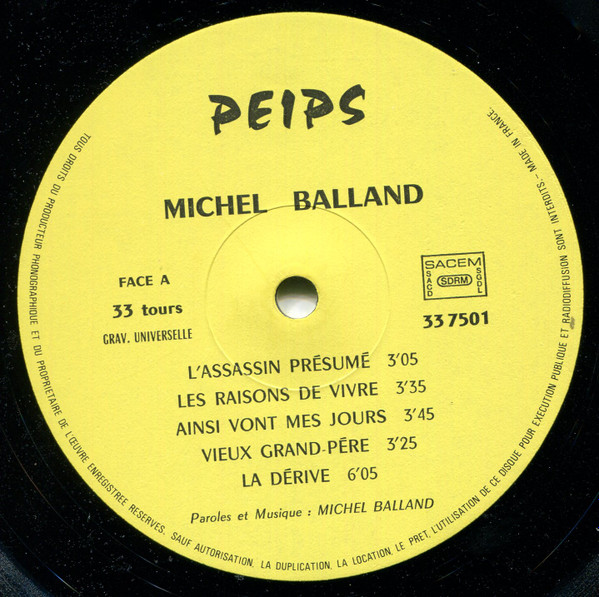 PEIPS
MICHEL BALLAND
FACE A
33 tours
GRAV. UNIVERSELLE
SACEM
SACD
SDRM
SGDL
33 7501
L'ASSASSIN PRÉSUMÉ 3'05
LES RAISONS DE VIVRE 3'35
AINSI VONT MES JOURS 3'45
VIEUX GRAND-PÉRE 3'25
LA DÉRIVE 6'05
Paroles et Musique : MICHEL BALLAND
TOUS DROITS DU PRODUCTEUR PHONOGRAPHIQUE ET DU PROPRIETAIRE DE L'ŒUVRE ENREGISTREE RESERVES, SAUF AUTORISATION, LA DUPLICATION, LA LOCATION, LE PRET, L'UTILISATION DE CE DISQUE POUR EXECUTION PUBLIQUE ET RADIODIFFUSION SONT INTERDITS. - MADE IN FRANCE.